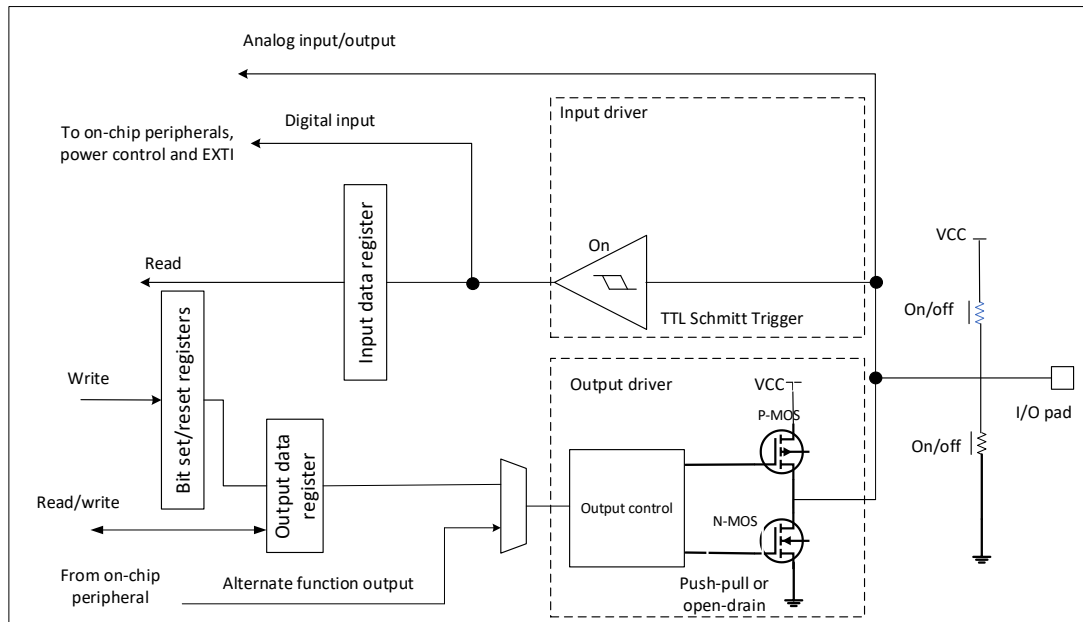 Analog input/output
Input driver
Digital input
To on-chip peripherals,
power control and EXTI
On
TTL Schmitt Trigger
Read
Input data register
VCC
On/off
Bit set/reset registers
Write
Output driver
VCC
P-MOS
I/O pad
On/off
Output data
register
Read/write
Output control
N-MOS
Push-pull or
open-drain
From on-chip
peripheral
Alternate function output